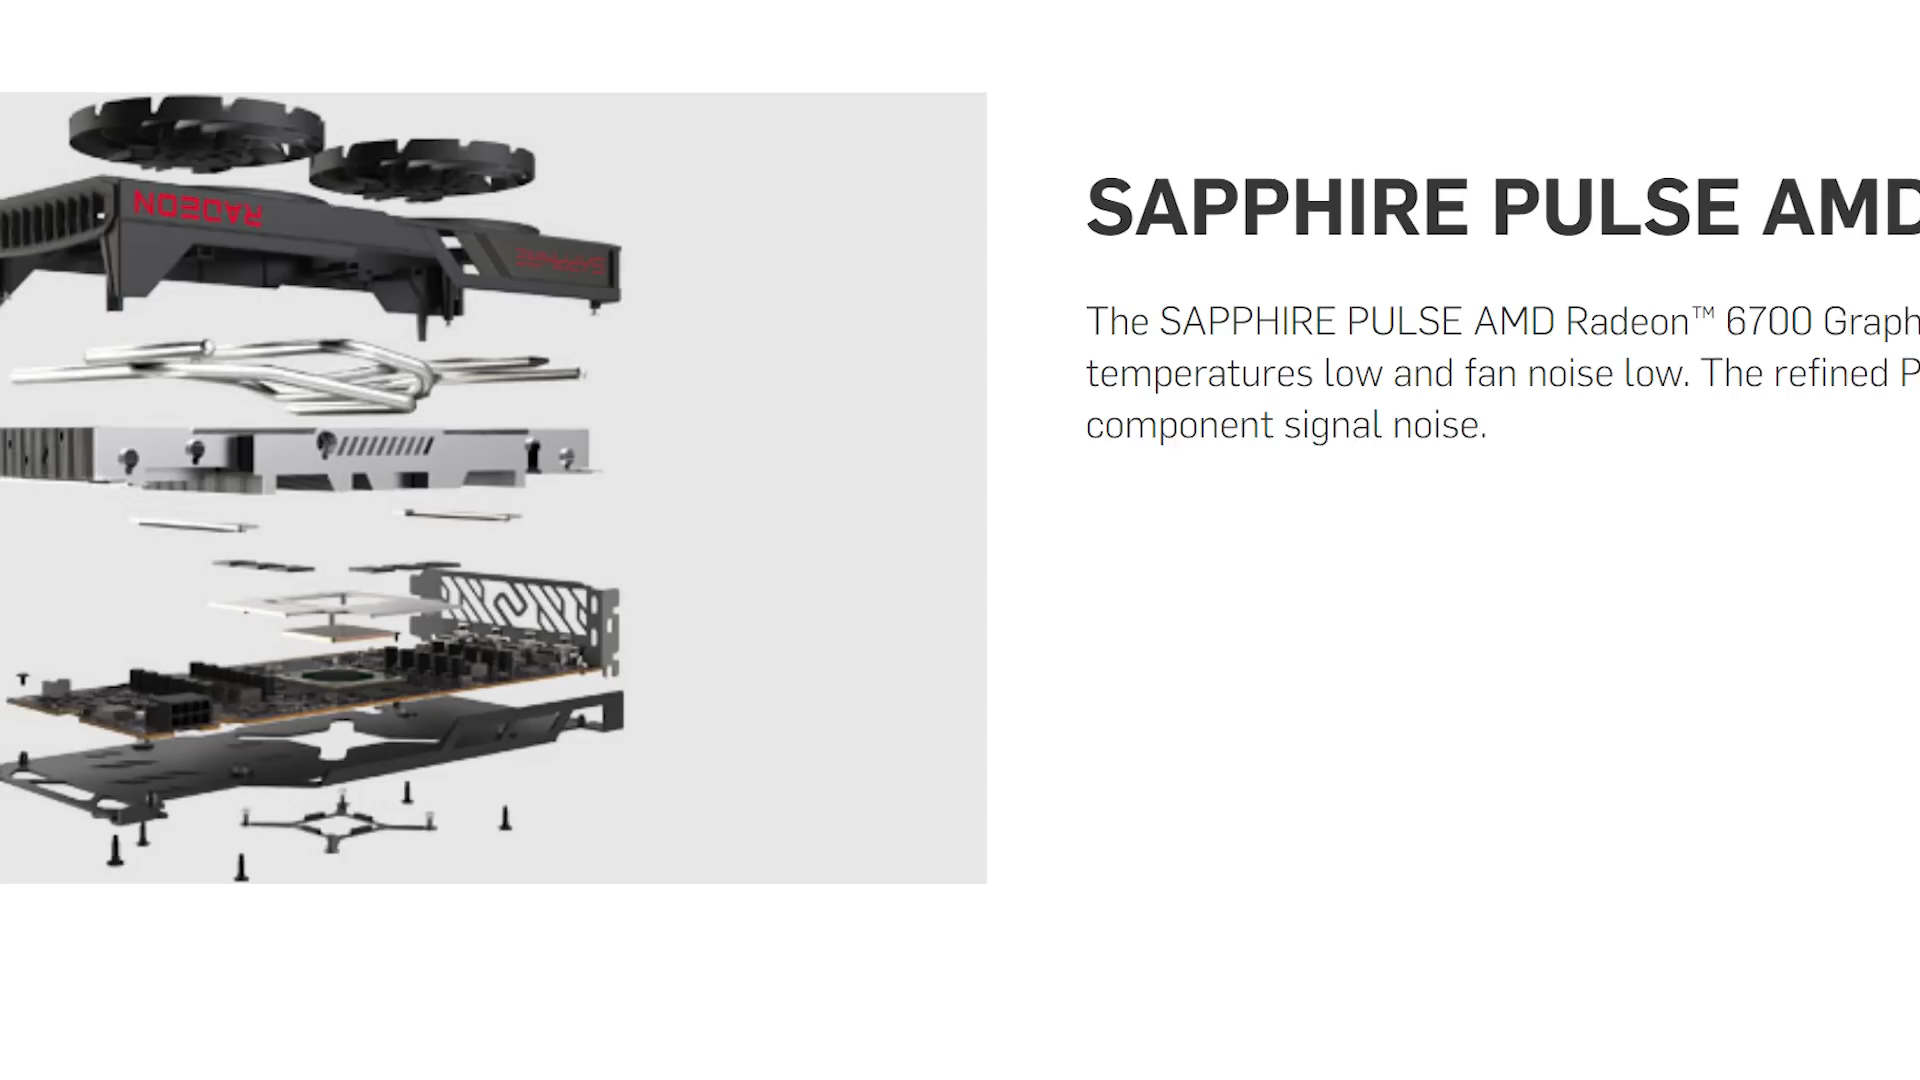 SAPPHIRE PULSE AMD
The SAPPHIRE PULSE AMD Radeon™ 6700 Graph
temperatures low and fan noise low. The refined P
component signal noise.
RADEON